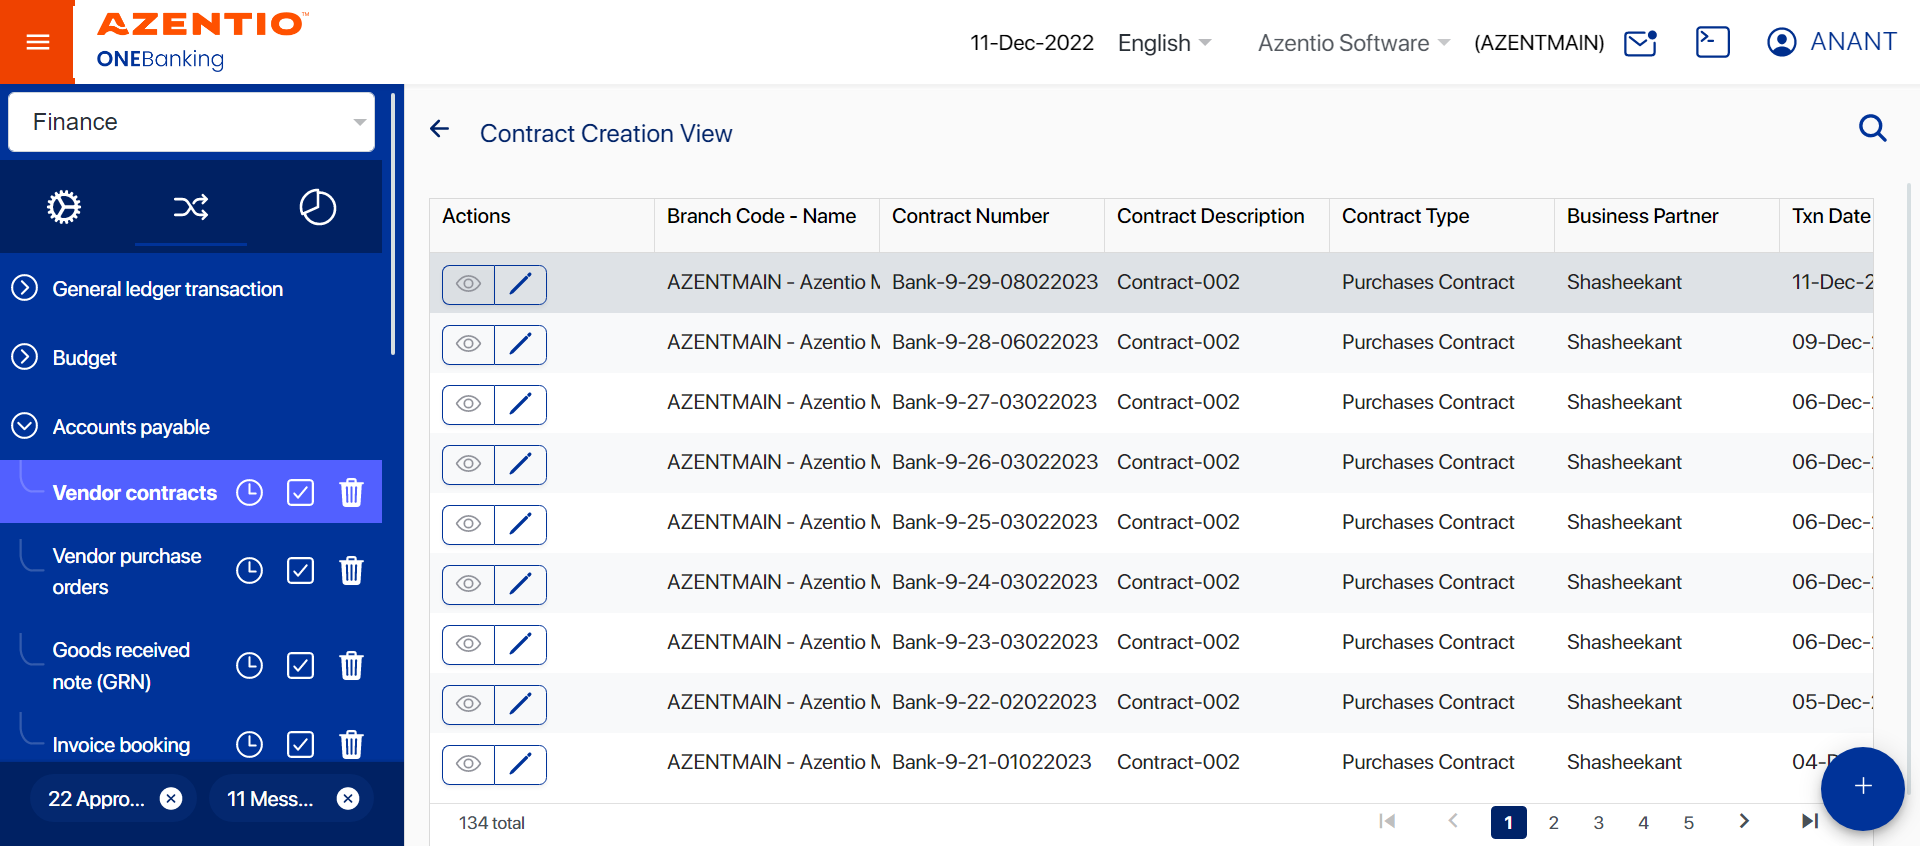 AZENTIO™
ONEBanking
11-Dec-2022 English Azentio Software (AZENTMAIN) ANANT
Finance
General ledger transaction
Budget
Accounts payable
Vendor contracts
Vendor purchase
orders
Goods received
note (GRN)
Invoice booking
22 Appro...
11 Mess...
Contract Creation View
Actions Branch Code - Name Contract Number Contract Description Contract Type Business Partner Txn Date
AZENTMAIN - Azentio Bank-9-29-08022023 Contract-002 Purchases Contract Shasheekant 11-Dec-2
AZENTMAIN - Azentio Bank-9-28-06022023 Contract-002 Purchases Contract Shasheekant 09-Dec-
AZENTMAIN - Azentio Bank-9-27-03022023 Contract-002 Purchases Contract Shasheekant 06-Dec-
AZENTMAIN - Azentio Bank-9-26-03022023 Contract-002 Purchases Contract Shasheekant 06-Dec-
AZENTMAIN - Azentio Bank-9-25-03022023 Contract-002 Purchases Contract Shasheekant 06-Dec-
AZENTMAIN - Azentio Bank-9-24-03022023 Contract-002 Purchases Contract Shasheekant 06-Dec-
AZENTMAIN - Azentio Bank-9-23-03022023 Contract-002 Purchases Contract Shasheekant 06-Dec-
AZENTMAIN - Azentio Bank-9-22-02022023 Contract-002 Purchases Contract Shasheekant 05-Dec-
AZENTMAIN - Azentio Bank-9-21-01022023 Contract-002 Purchases Contract Shasheekant 04-
134 total
1 2 3 4 5